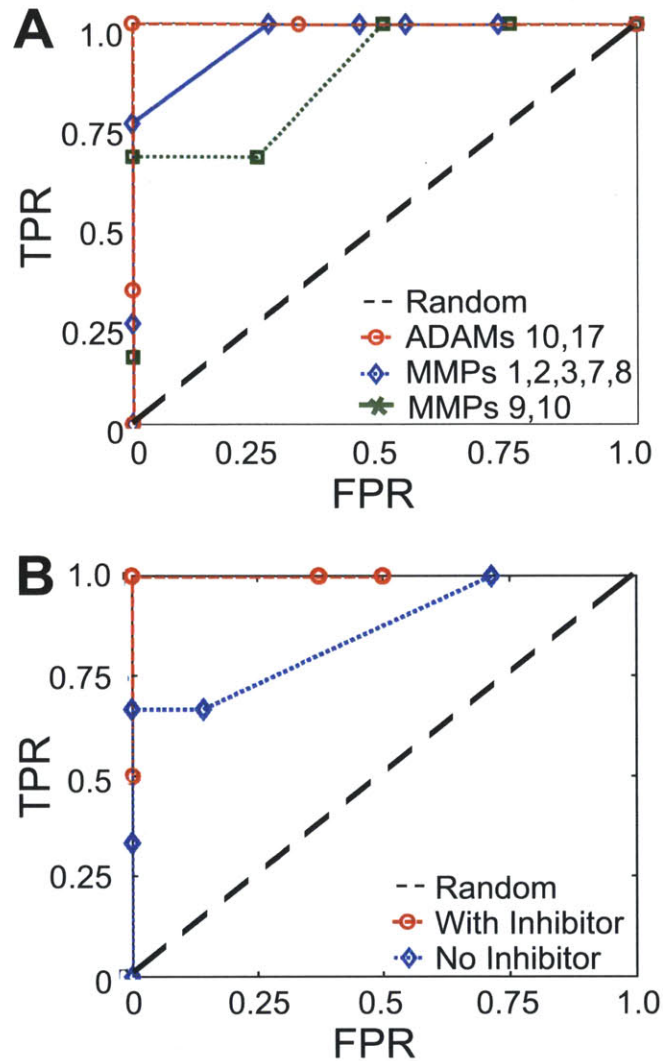 A
1.0
0.75
0.5
0.25
0
TPR
0 0.25 0.5 0.75 1.0
FPR
Random
ADAMs 10,17
MMPs 1,2,3,7,8
MMPs 9,10
B
1.0
0.75
0.5
0.25
0
TPR
0 0.25 0.5 0.75 1.0
FPR
Random
With Inhibitor
No Inhibitor